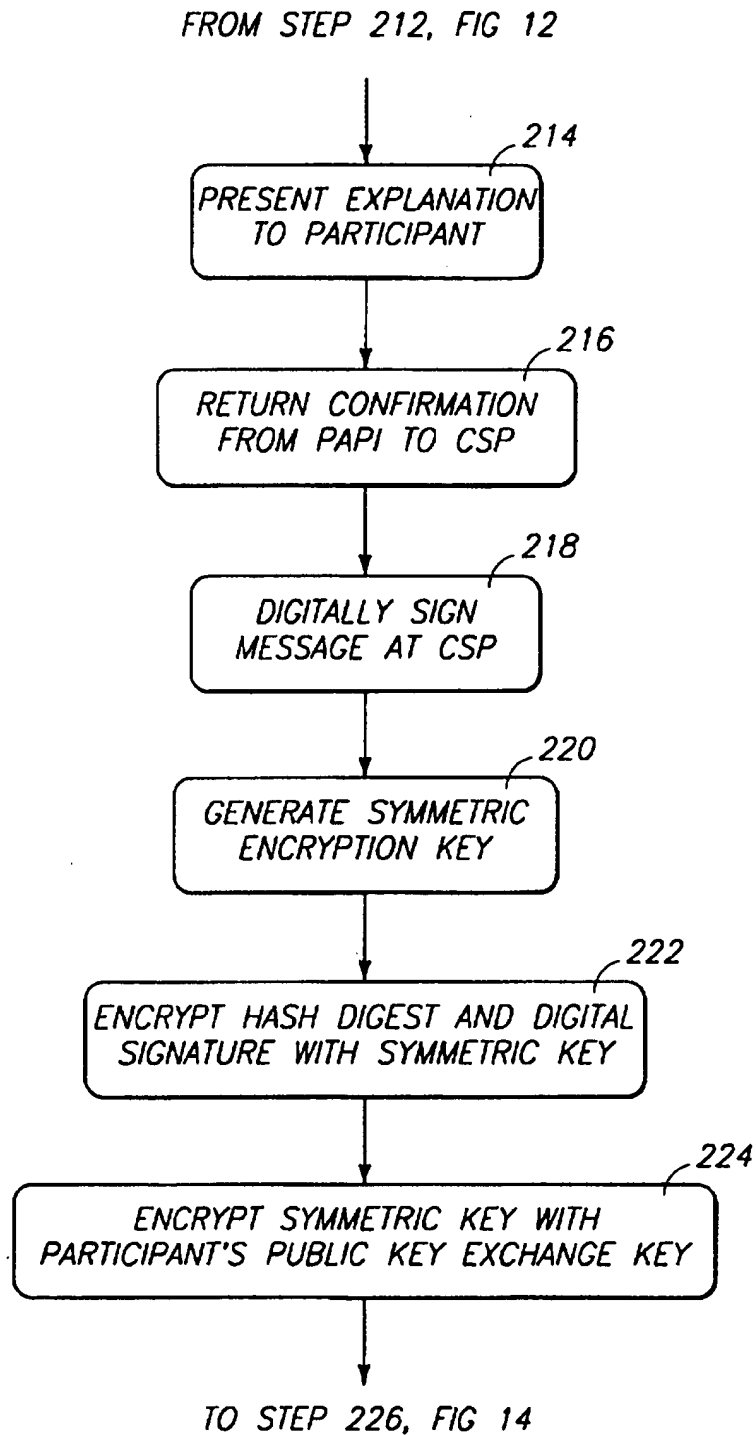 FROM STEP 212, FIG 12
214
PRESENT EXPLANATION
TO PARTICIPANT
216
RETURN CONFIRMATION
FROM PAPI TO CSP
218
DIGITALLY SIGN
MESSAGE AT CSP
220
GENERATE SYMMETRIC
ENCRYPTION KEY
222
ENCRYPT HASH DIGEST AND DIGITAL
SIGNATURE WITH SYMMETRIC KEY
224
ENCRYPT SYMMETRIC KEY WITH
PARTICIPANT'S PUBLIC KEY EXCHANGE KEY
TO STEP 226, FIG 14